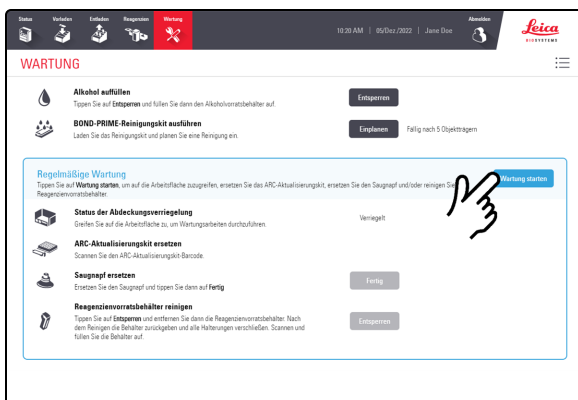 Status Vorladen Entladen Reagenzien Wartung
10:20 AM | 05/Dez./2022 | Jane Doe
Abmelden
Leica
BIOSYSTEMS
WARTUNG
Alkohol auffüllen
Tippen Sie auf Entsperren und füllen Sie dann den Alkoholvorratsbehälter auf.
Entsperren
BOND-PRIME-Reinigungskit ausführen
Laden Sie das Reinigungskit und planen Sie eine Reinigung ein.
Einplanen
Fällig nach 5 Objektträgern
Regelmäßige Wartung
Tippen Sie auf Wartung starten, um auf die Arbeitsfläche zuzugreifen, ersetzen Sie das ARC-Aktualisierungskit, ersetzen Sie den Saugnapf und/oder reinigen Sie
Reagenzienvorratsbehälter.
Wartung starten
Status der Abdeckungsverriegelung
Greifen Sie auf die Arbeitsfläche zu, um Wartungsarbeiten durchzuführen.
Verriegelt
ARC-Aktualisierungskit ersetzen
Scannen Sie den ARC-Aktualisierungskit-Barcode.
Saugnapf ersetzen
Ersetzen Sie den Saugnapf und tippen Sie dann auf Fertig
Fertig
Reagenzienvorratsbehälter reinigen
Tippen Sie auf Entsperren und entfernen Sie dann die Reagenzienvorratsbehälter. Nach
dem Reinigen die Behälter zurückgeben und alle Halterungen verschließen. Scannen und
füllen Sie die Behälter auf.
Entsperren